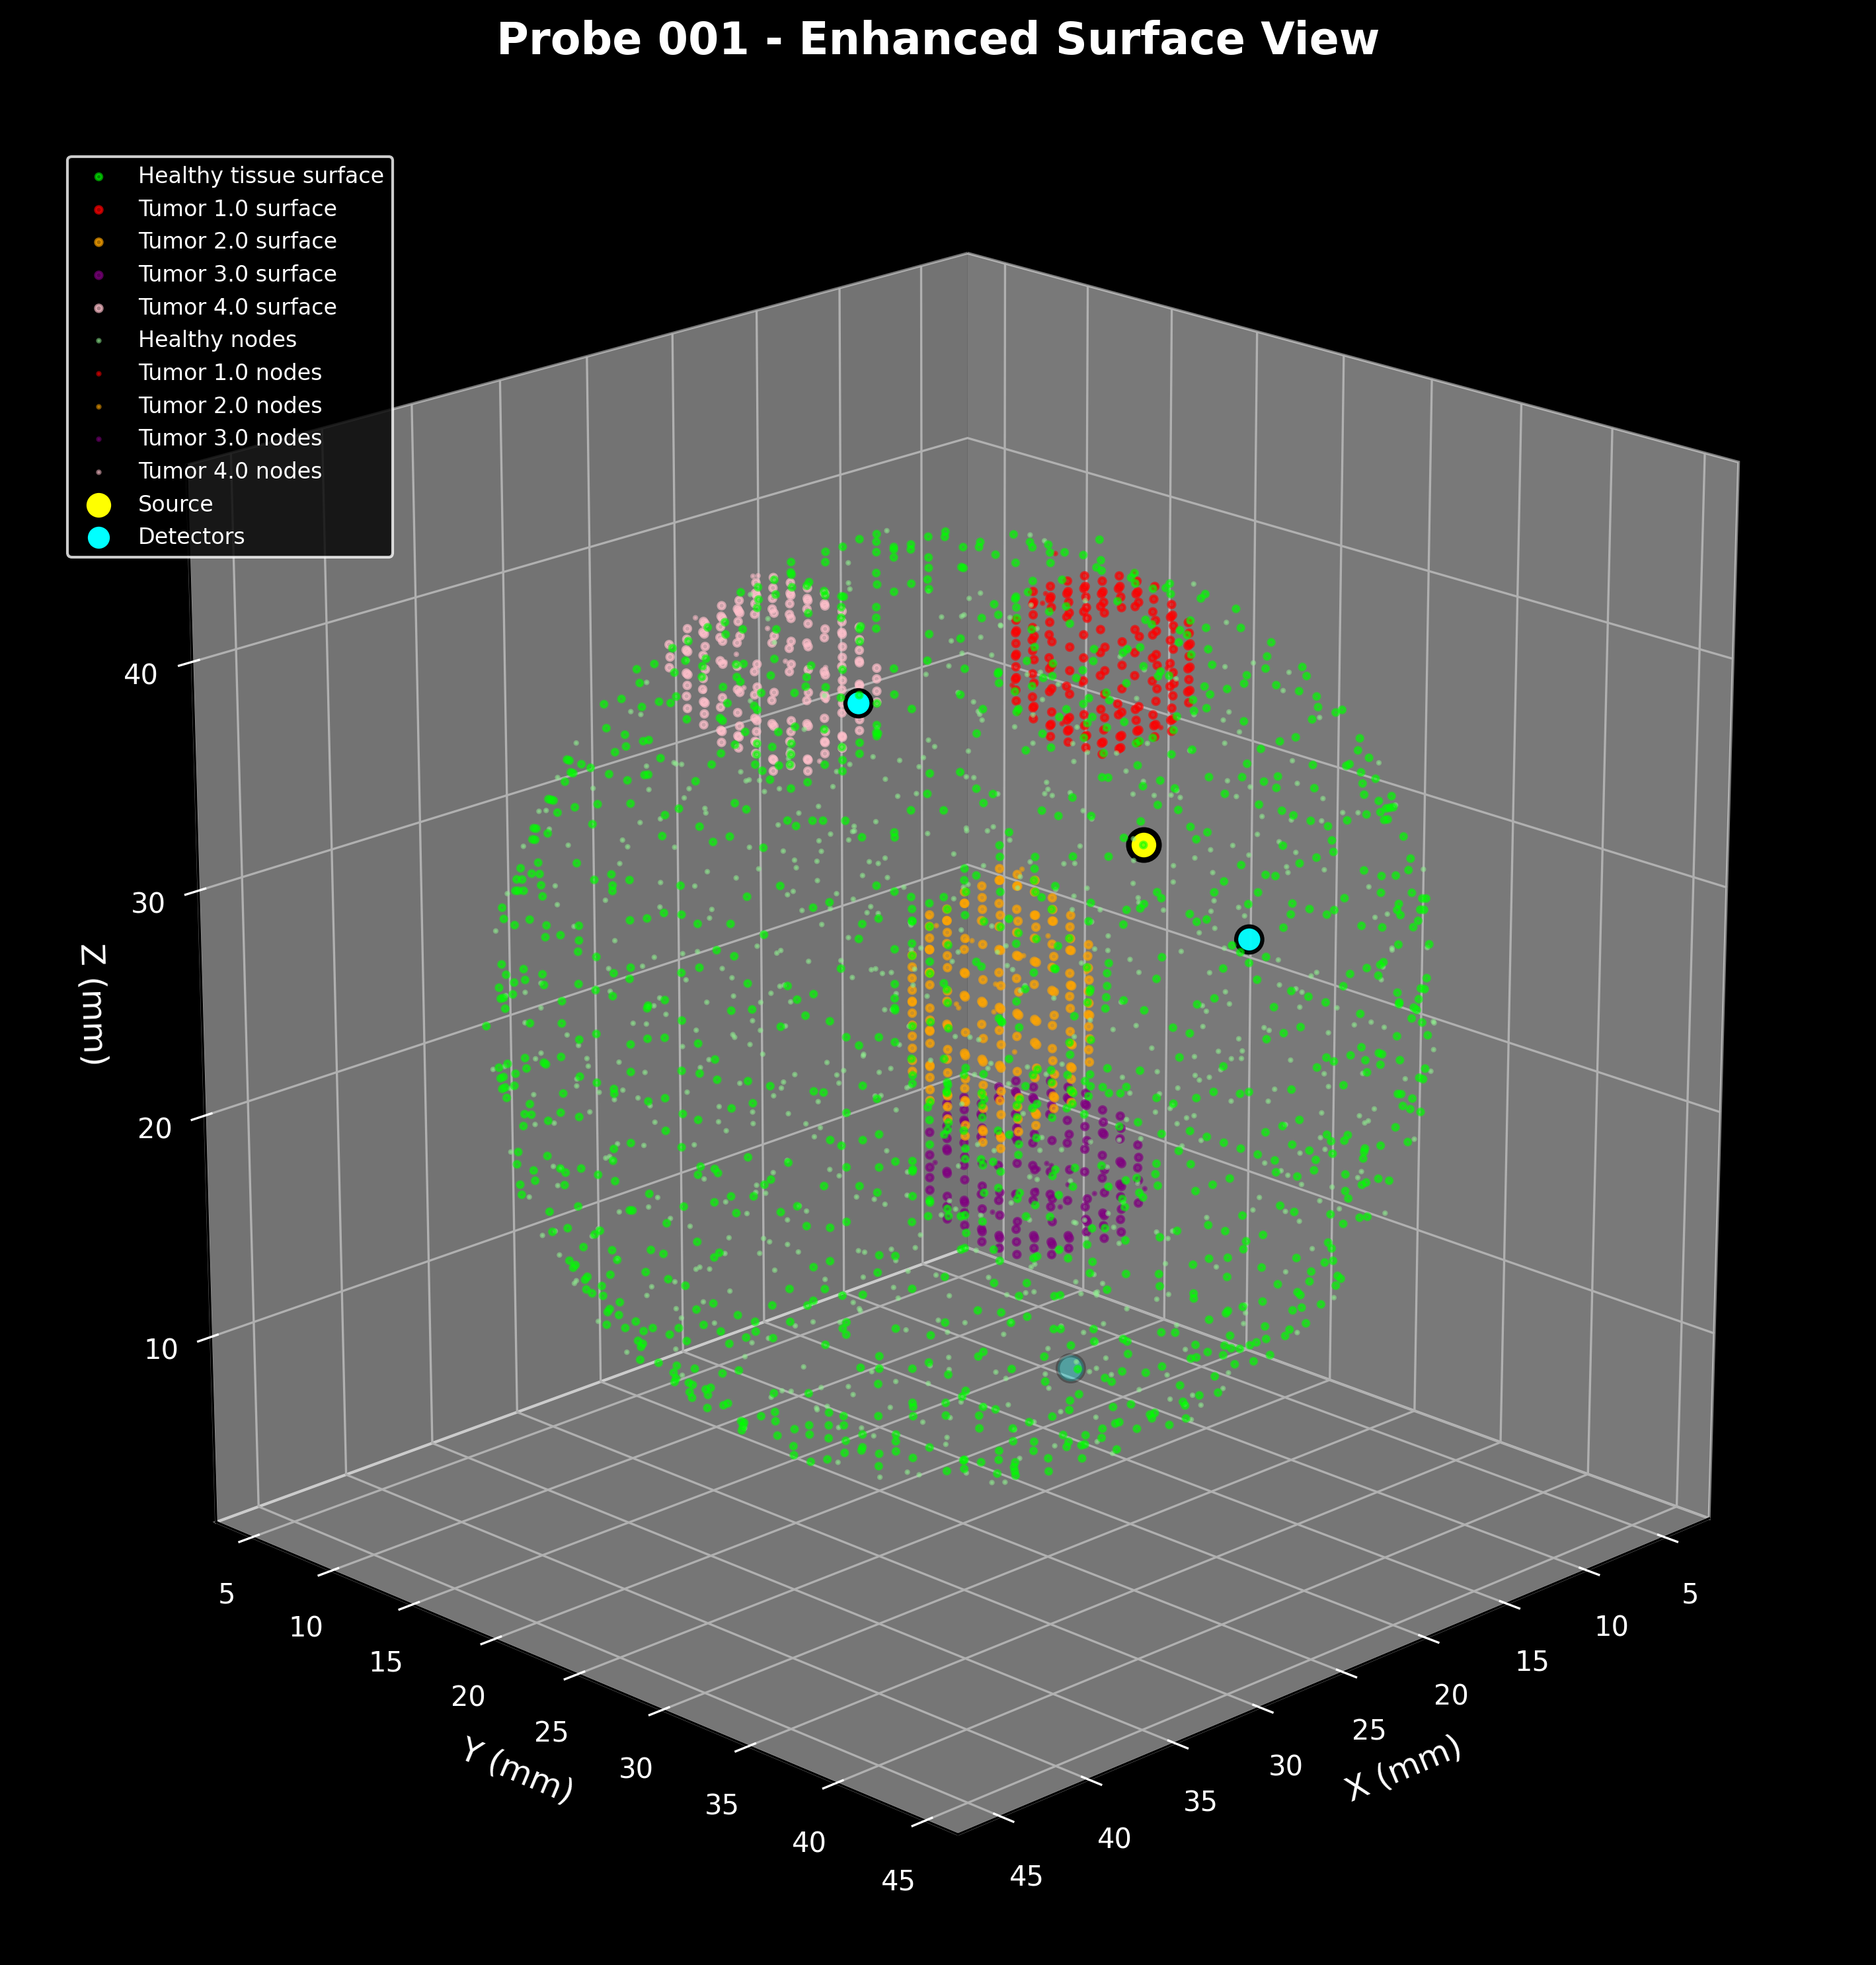 Probe 001 - Enhanced Surface View
Healthy tissue surface
Tumor 1.0 surface
Tumor 2.0 surface
Tumor 3.0 surface
Tumor 4.0 surface
Healthy nodes
Tumor 1.0 nodes
Tumor 2.0 nodes
Tumor 3.0 nodes
Tumor 4.0 nodes
Source
Detectors
40
30
20
10
Z (mm)
5
10
15
20
25
30
35
40
45
Y (mm)
5
10
15
20
25
30
35
40
45
X (mm)